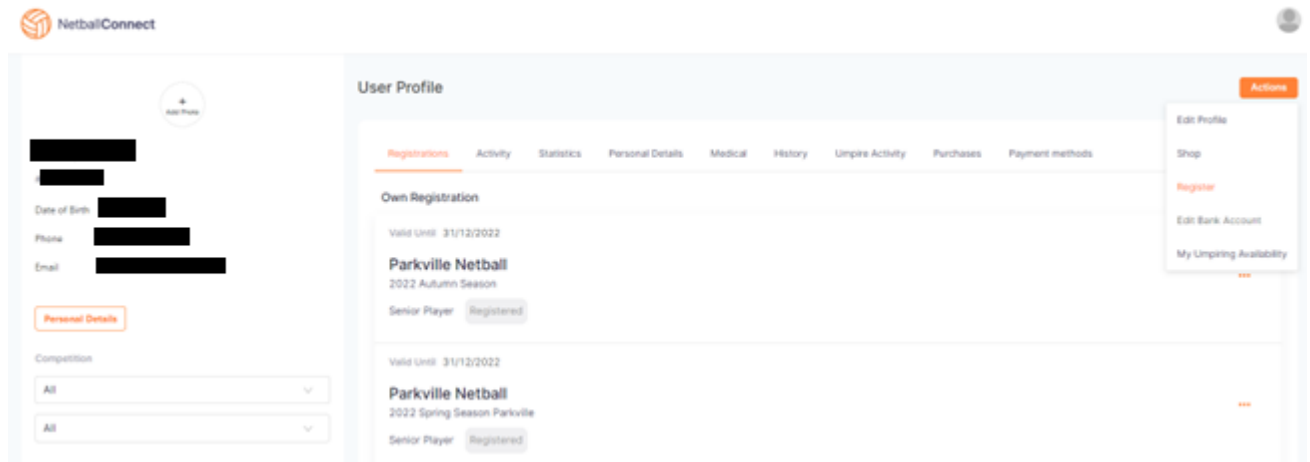 NetballConnect
+
Add Photo
Date of Birth
Phone
Email
Personal Details
Competition
All
All
User Profile
Actions
Edit Profile
Shop
Register
Edit Bank Account
My Umpiring Availability
Registrations Activity Statistics Personal Details Medical History Umpire Activity Purchases Payment methods
Own Registration
Valid Until 31/12/2022
Parkville Netball
2022 Autumn Season
Senior Player Registered
Valid Until 31/12/2022
Parkville Netball
2022 Spring Season Parkville
Senior Player Registered